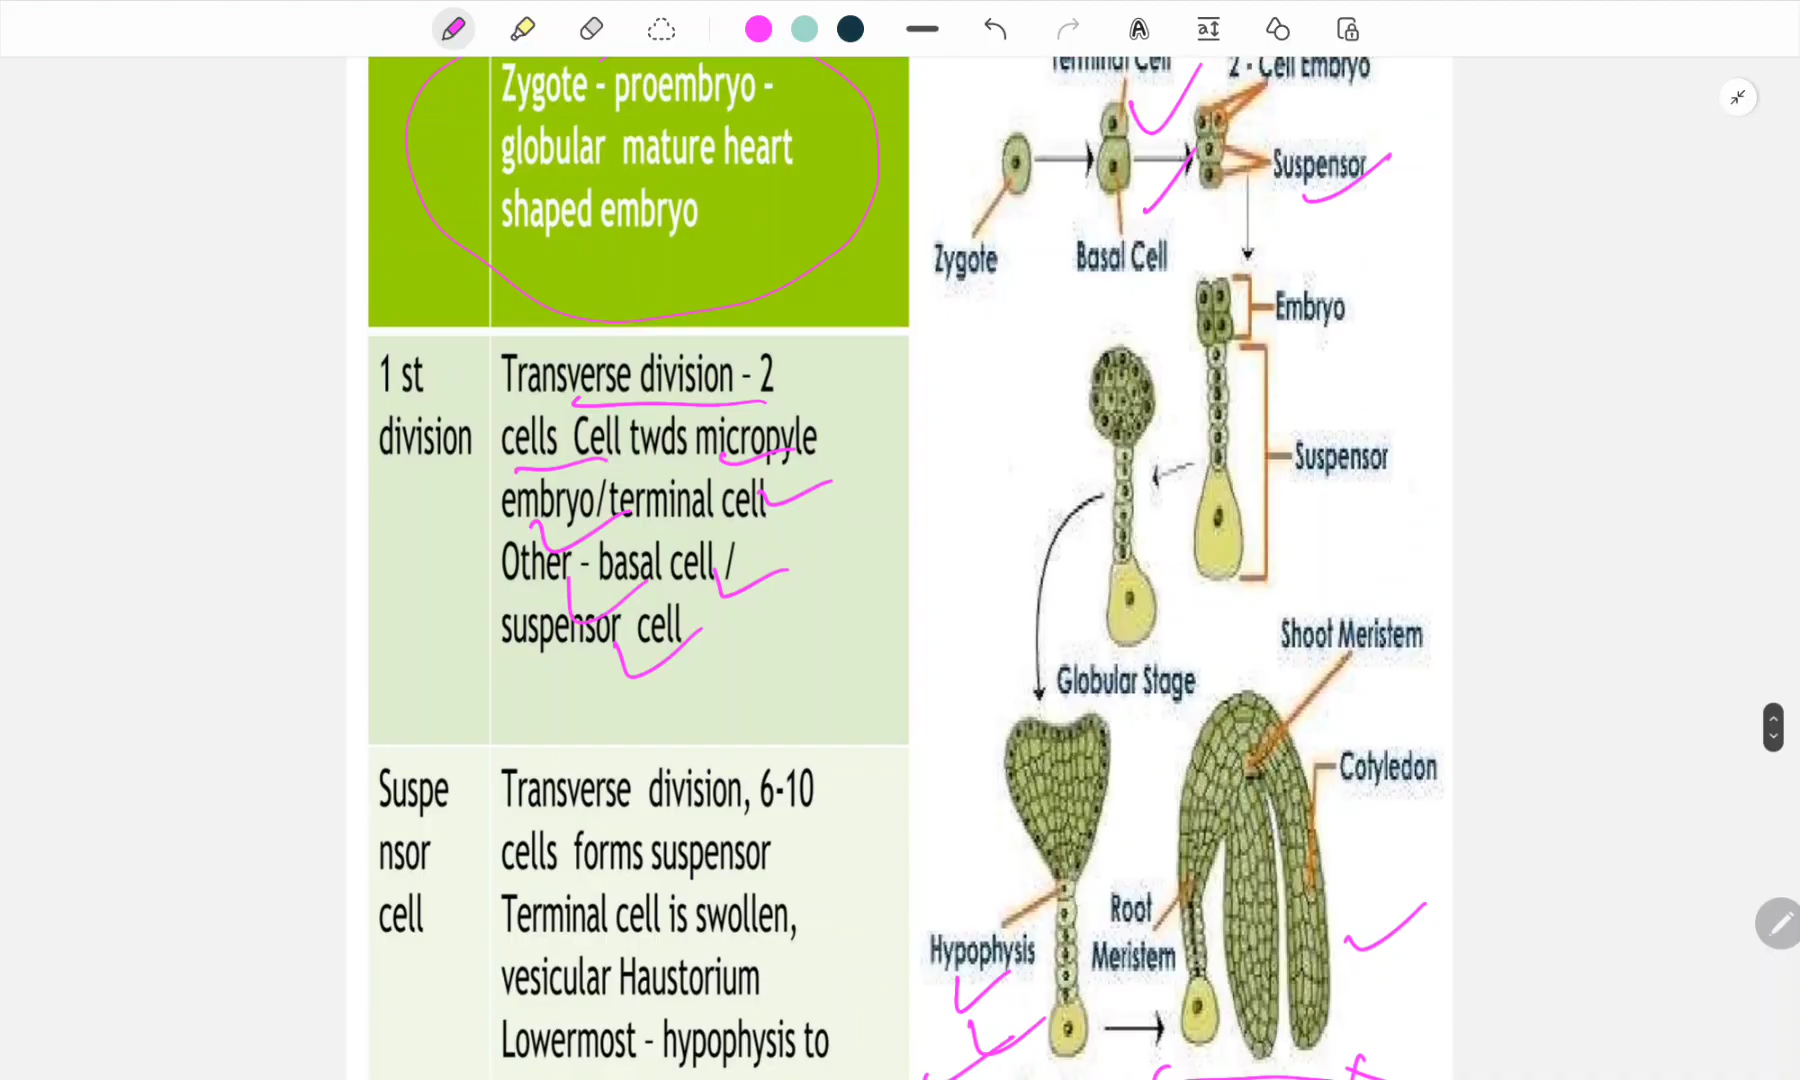 Zygote - proembryo -
globular mature heart
shaped embryo
1 st
division
Transverse division - 2
cells Cell twds micropyle
embryo/terminal cell
Other - basal cell /
suspensor cell
Suspe
nsor
cell
Transverse division, 6-10
cells forms suspensor
Terminal cell is swollen,
vesicular Haustorium
Lowermost - hypophysis to
Terminal Cell
2 - Cell Embryo
Suspensor
Zygote
Basal Cell
Embryo
Suspensor
Globular Stage
Shoot Meristem
Cotyledon
Root
Meristem
Hypophysis